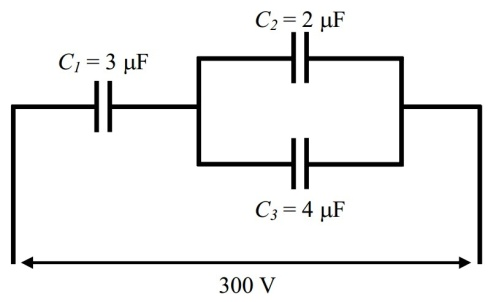 C₂ = 2 μF
C₁ = 3 μF
C₃ = 4 μF
300 V